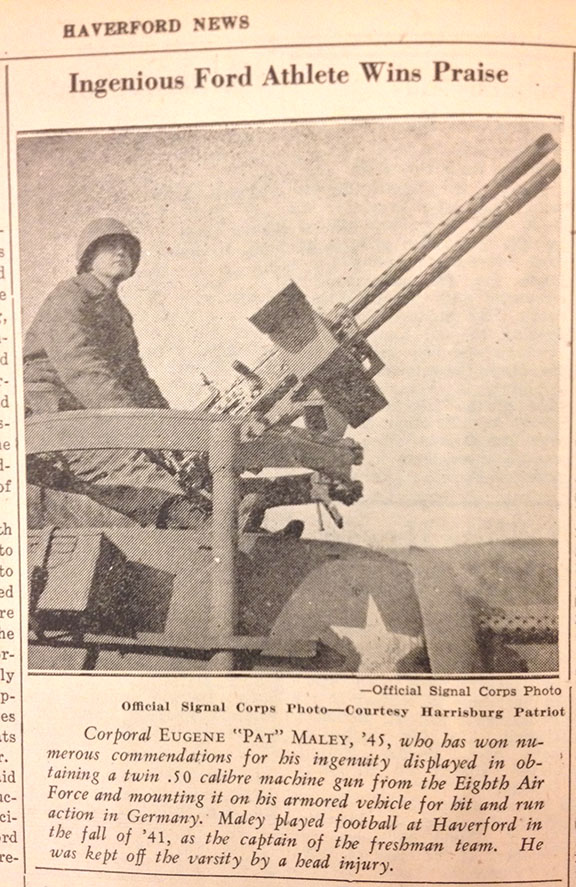 HAVERFORD NEWS
Ingenious Ford Athlete Wins Praise
—Official Signal Corps Photo
Official Signal Corps Photo—Courtesy Harrisburg Patriot
Corporal EUGENE "PAT" MALEY, '45, who has won nu-
merous commendations for his ingenuity displayed in ob-
taining a twin .50 calibre machine gun from the Eighth Air
Force and mounting it on his armored vehicle for hit and run
action in Germany. Maley played football at Haverford in
the fall of '41, as the captain of the freshman team. He
was kept off the varsity by a head injury.